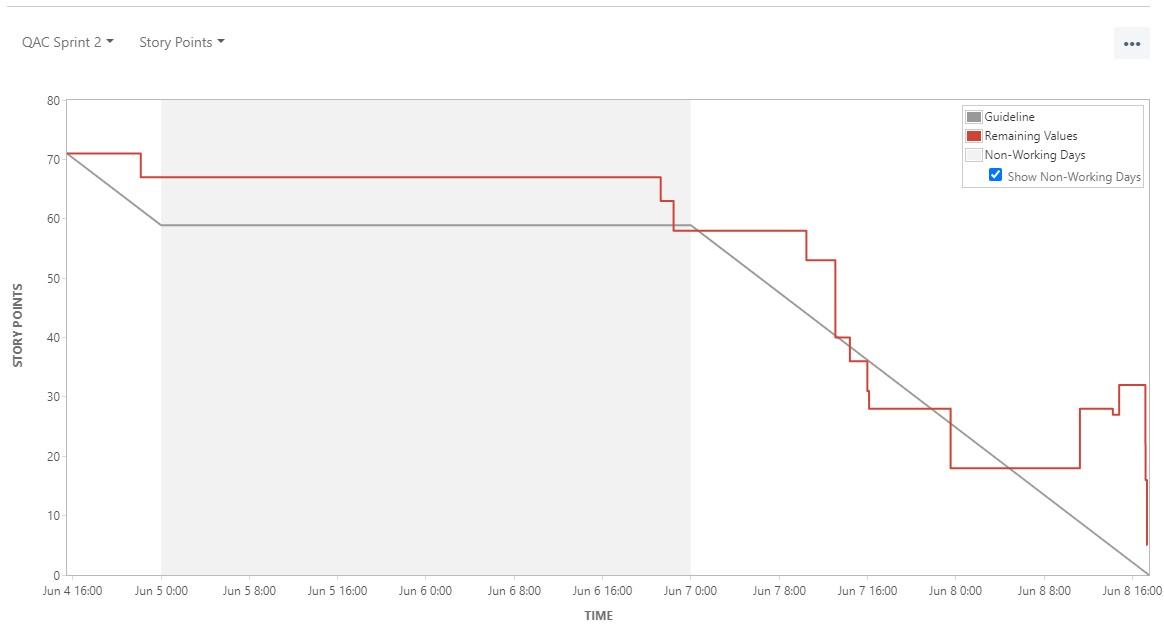 QAC Sprint 2 Story Points
80
70
60
50
40
30
20
10
0
STORY POINTS
Guideline
Remaining Values
Non-Working Days
Show Non-Working Days
Jun 4 16:00 Jun 5 0:00 Jun 5 8:00 Jun 5 16:00 Jun 6 0:00 Jun 6 8:00 Jun 6 16:00 Jun 7 0:00 Jun 7 8:00 Jun 7 16:00 Jun 8 0:00 Jun 8 8:00 Jun 8 16:00
TIME